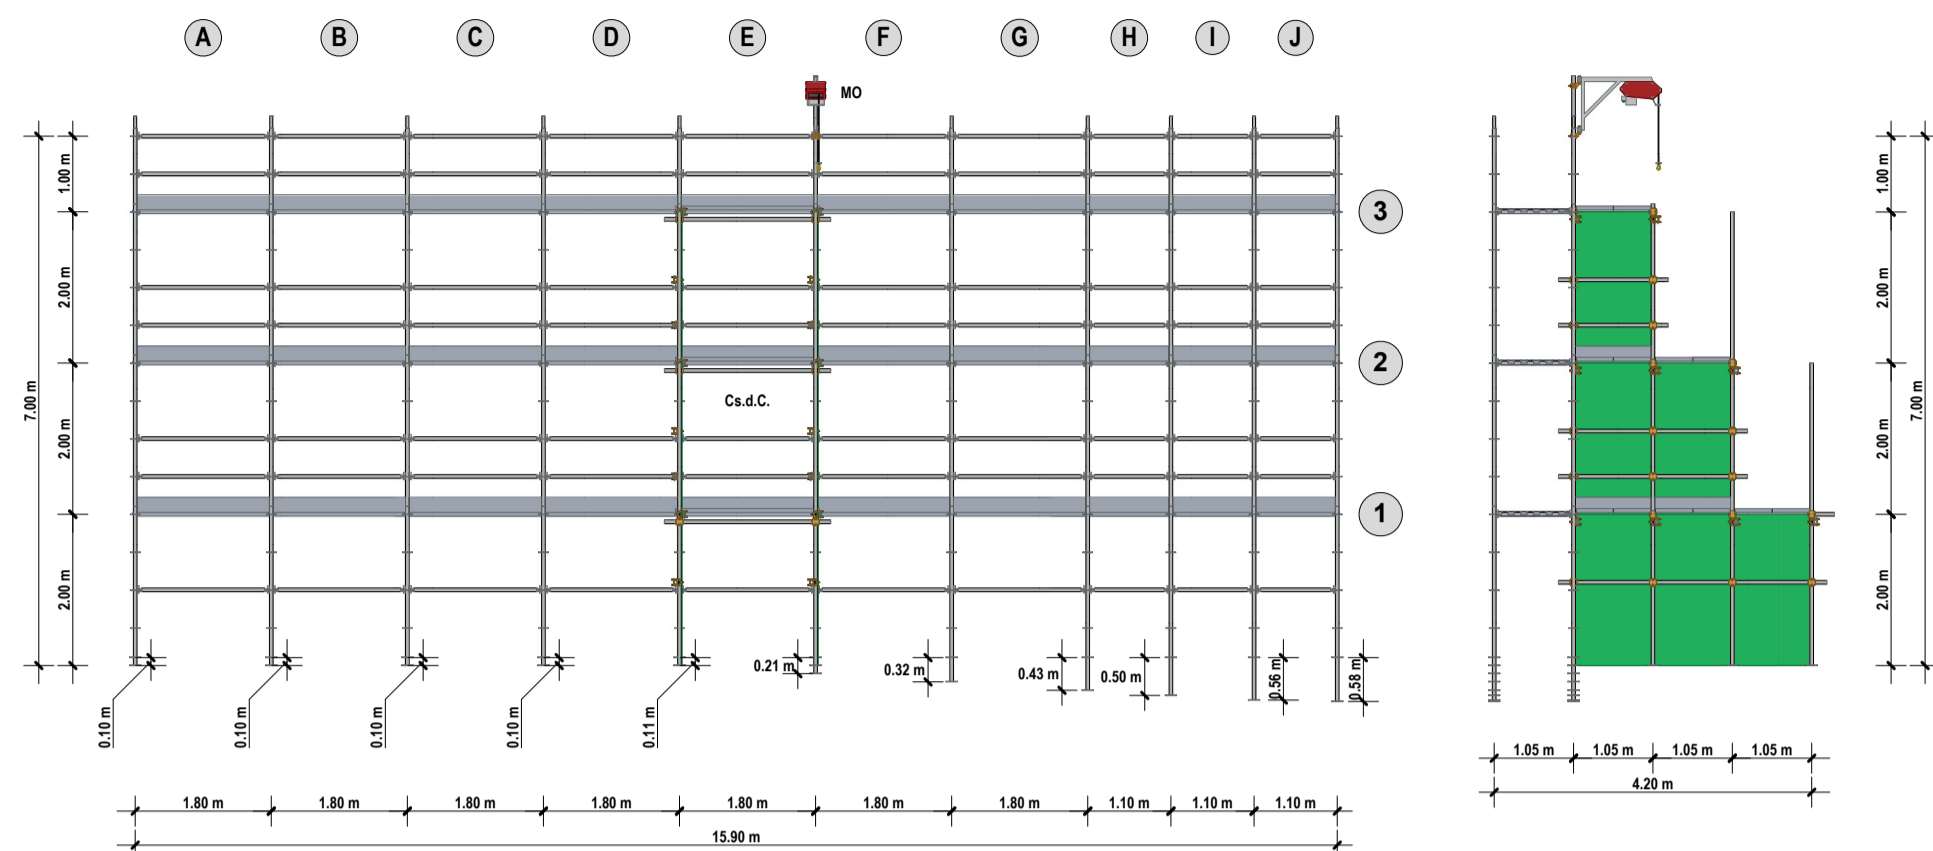 A B C D E F G H I J
MO
1.00 m
2.00 m
2.00 m
2.00 m
7.00 m
3
2
1
Cs.d.C.
0.10 m
0.10 m
0.10 m
0.10 m
0.11 m
0.21 m
0.32 m
0.43 m
0.50 m
0.56 m
0.58 m
1.80 m 1.80 m 1.80 m 1.80 m 1.80 m 1.80 m 1.80 m 1.10 m 1.10 m 1.10 m
15.90 m
1.00 m
2.00 m
2.00 m
2.00 m
7.00 m
1.05 m 1.05 m 1.05 m 1.05 m
4.20 m